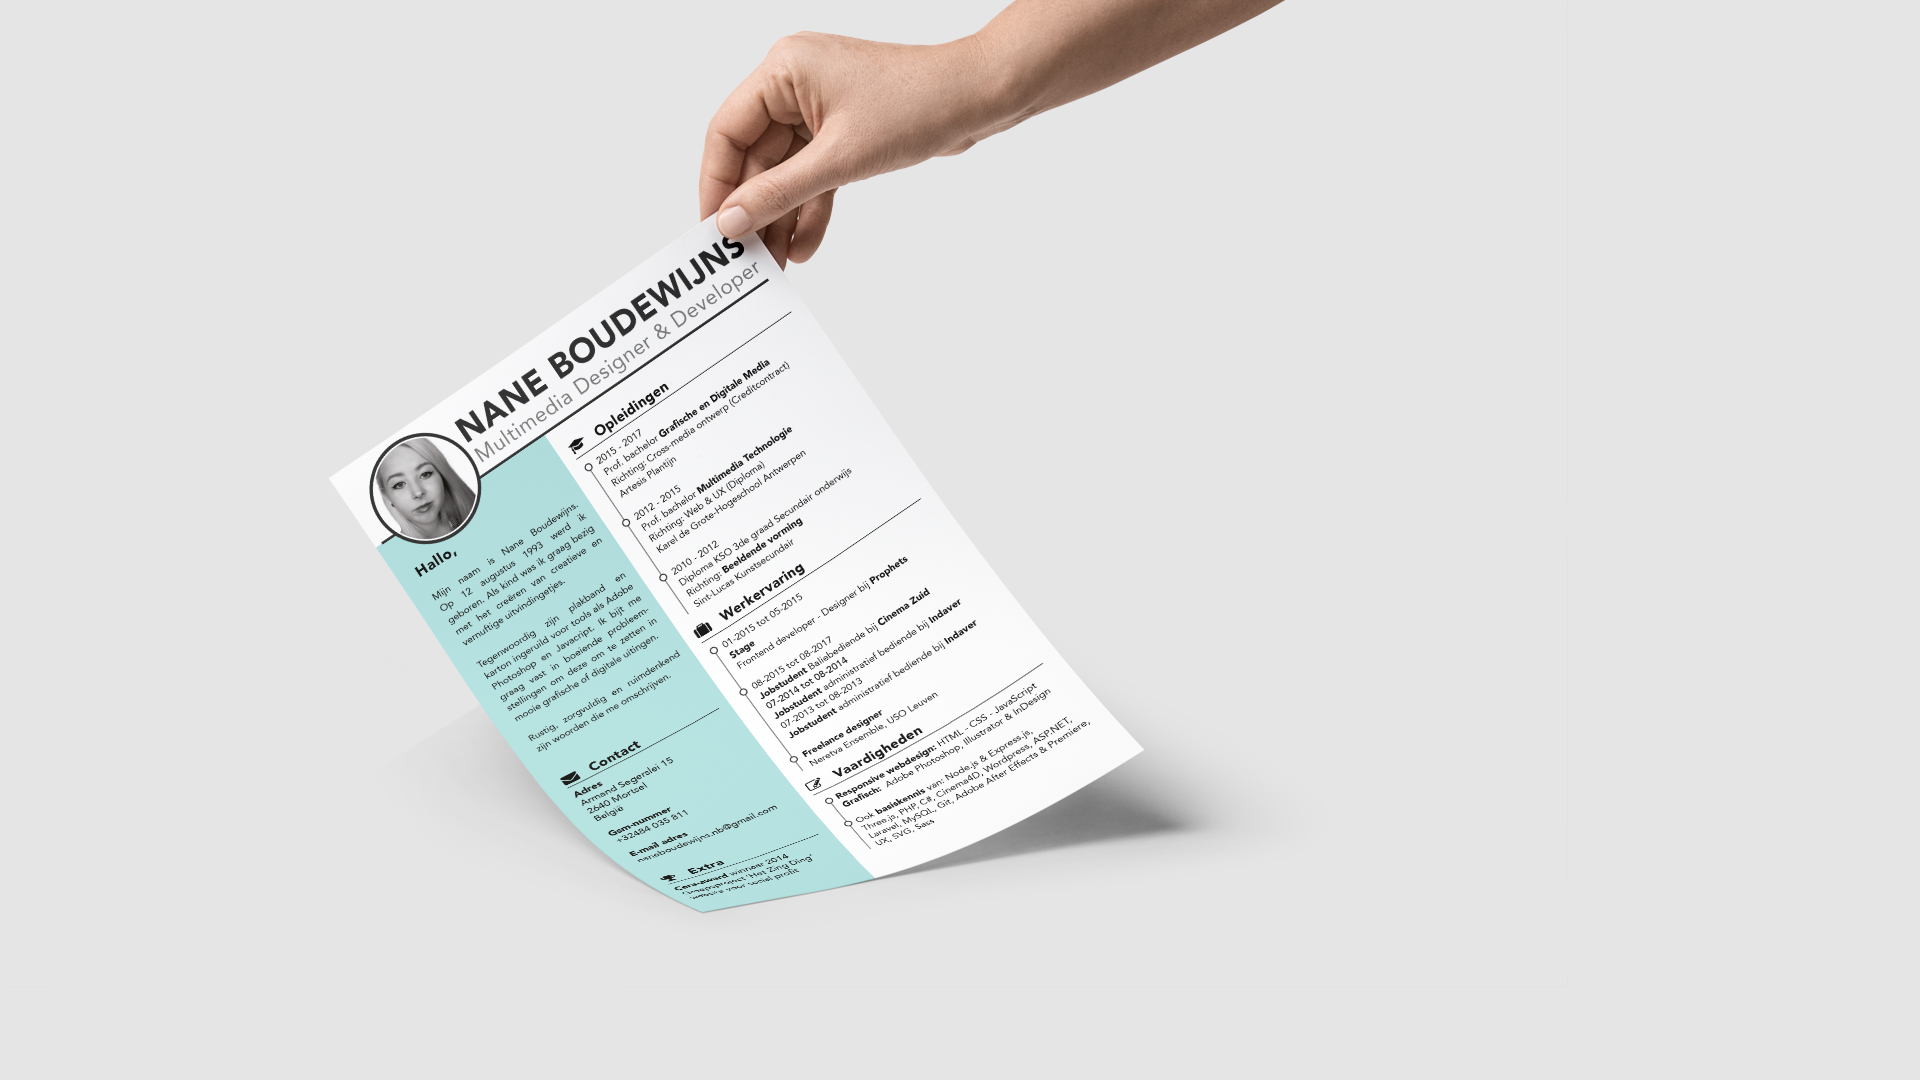 NANE BOUDEWIJNS
Multimedia Designer & Developer
Hallo,
Mijn naam is Nane Boudewijns.
Op 12 augustus 1993 werd ik
geboren. Als kind was ik graag bezig
met het creëren van creatieve en
vernuftige uitvindingetjes.
Tegenwoordig zijn plakband en
karton ingeruild voor tools als Adobe
Photoshop en Javacript. Ik bijt me
graag vast in boeiende probleem-
stellingen om deze om te zetten in
mooie grafische of digitale uitingen.
Rustig, zorgvuldig en ruimdenkend
zijn woorden die me omschrijven.
Contact
Adres
Armand Segerslei 15
2640 Mortsel
België
Gsm-nummer
+32484 035 811
E-mail adres
naneboudewijns.nb@gmail.com
Extra
Cera-award winnaar 2014
'Het Zing Ding'
website voor social profit
Opleidingen
2015 - 2017
Prof. bachelor Grafische en Digitale Media
Richting: Cross-media ontwerp (Creditcontract)
Artesis Plantijn
2012 - 2015
Prof. bachelor Multimedia Technologie
Richting: Web & UX (Diploma)
Karel de Grote-Hogeschool Antwerpen
2010 - 2012
Diploma KSO 3de graad Secundair onderwijs
Richting: Beeldende vorming
Sint-Lucas Kunstsecundair
Werkervaring
01-2015 tot 05-2015
Stage
Frontend developer - Designer bij Prophets
08-2015 tot 08-2017
Jobstudent Baliebediende bij Cinema Zuid
07-2014 tot 08-2014
Jobstudent administratief bediende bij Indaver
07-2013 tot 08-2013
Jobstudent administratief bediende bij Indaver
Freelance designer
Neretva Ensemble, USO Leuven
Vaardigheden
Responsive webdesign: HTML - CSS - JavaScript
Grafisch: Adobe Photoshop, Illustrator & InDesign
Ook basiskennis van: Node.js & Express.js,
Three.js, PHP, C#, Cinema4D, Wordpress, ASP.NET,
Laravel, MySQL, Git, Adobe After Effects & Premiere,
UX, SVG, Sass